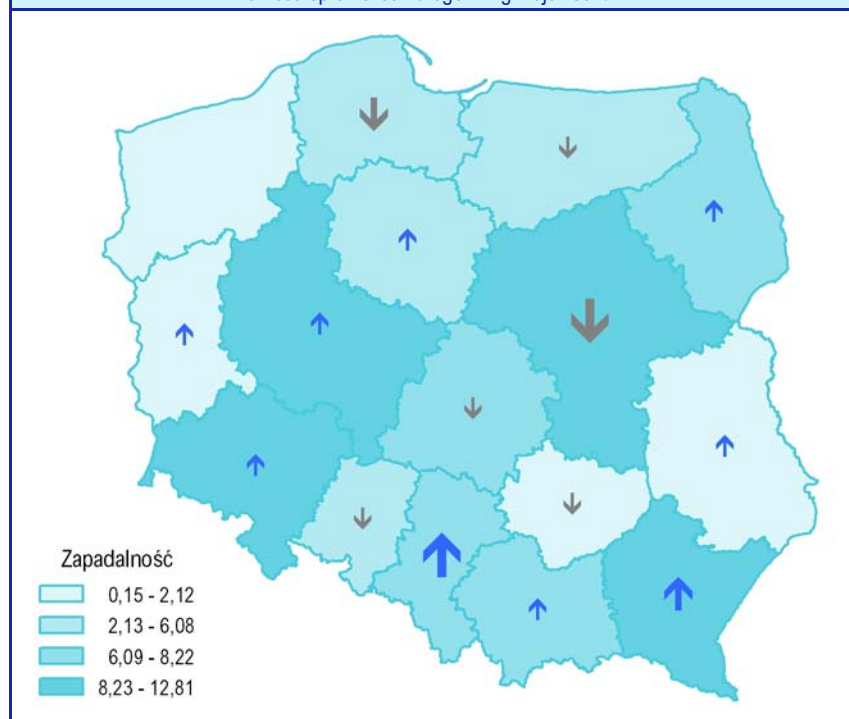 Zapadalność
0,15 - 2,12
2,13 - 6,08
6,09 - 8,22
8,23 - 12,81